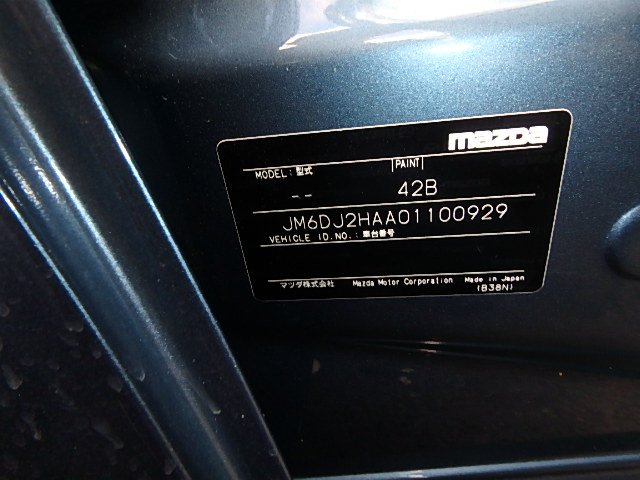 mazda
MODEL:型式 PAINT
-- 42B
JM6DJ2HAA01100929
VEHICLE ID.NO.:車台番号
マツダ株式会社 Mazda Motor Corporation Made in Japan
(B38N)